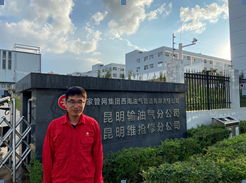 家管网集团西南油气管道有限责任公司
昆明输油气分公司
昆明维抢修分公司